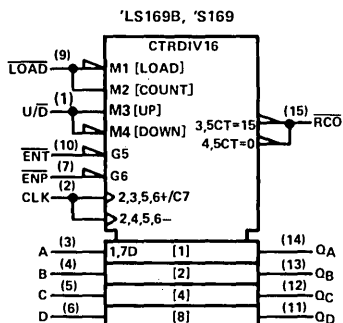 'LS169B, 'S169
CTRDIV16
LOAD (9) M1 [LOAD]
M2 [COUNT]
U/D (1) M3 [UP]
M4 [DOWN]
3,5CT=15 (15) RCO
4,5CT=0
ENT (10) G5
ENP (7) G6
CLK (2) 2,3,5,6+/C7
2,4,5,6−
A (3) 1,7D [1] (14) QA
B (4) [2] (13) QB
C (5) [4] (12) QC
D (6) [8] (11) QD